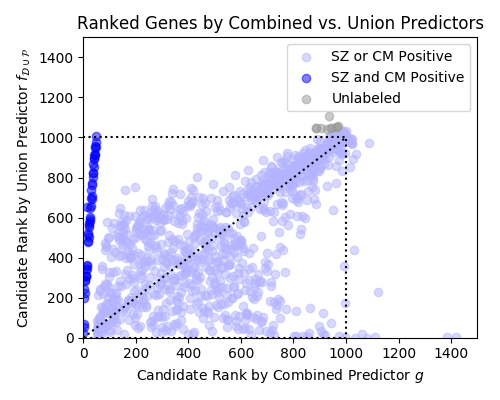 Ranked Genes by Combined vs. Union Predictors
SZ or CM Positive
SZ and CM Positive
Unlabeled
Candidate Rank by Union Predictor f_{D∪P}
1400
1200
1000
800
600
400
200
0
0 200 400 600 800 1000 1200 1400
Candidate Rank by Combined Predictor g